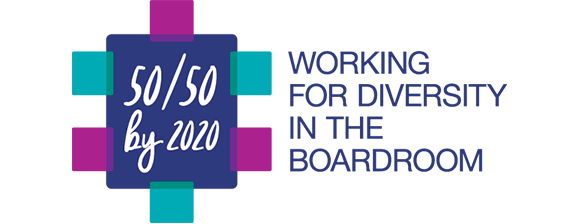 50/50
by 2020
WORKING
FOR DIVERSITY
IN THE
BOARDROOM